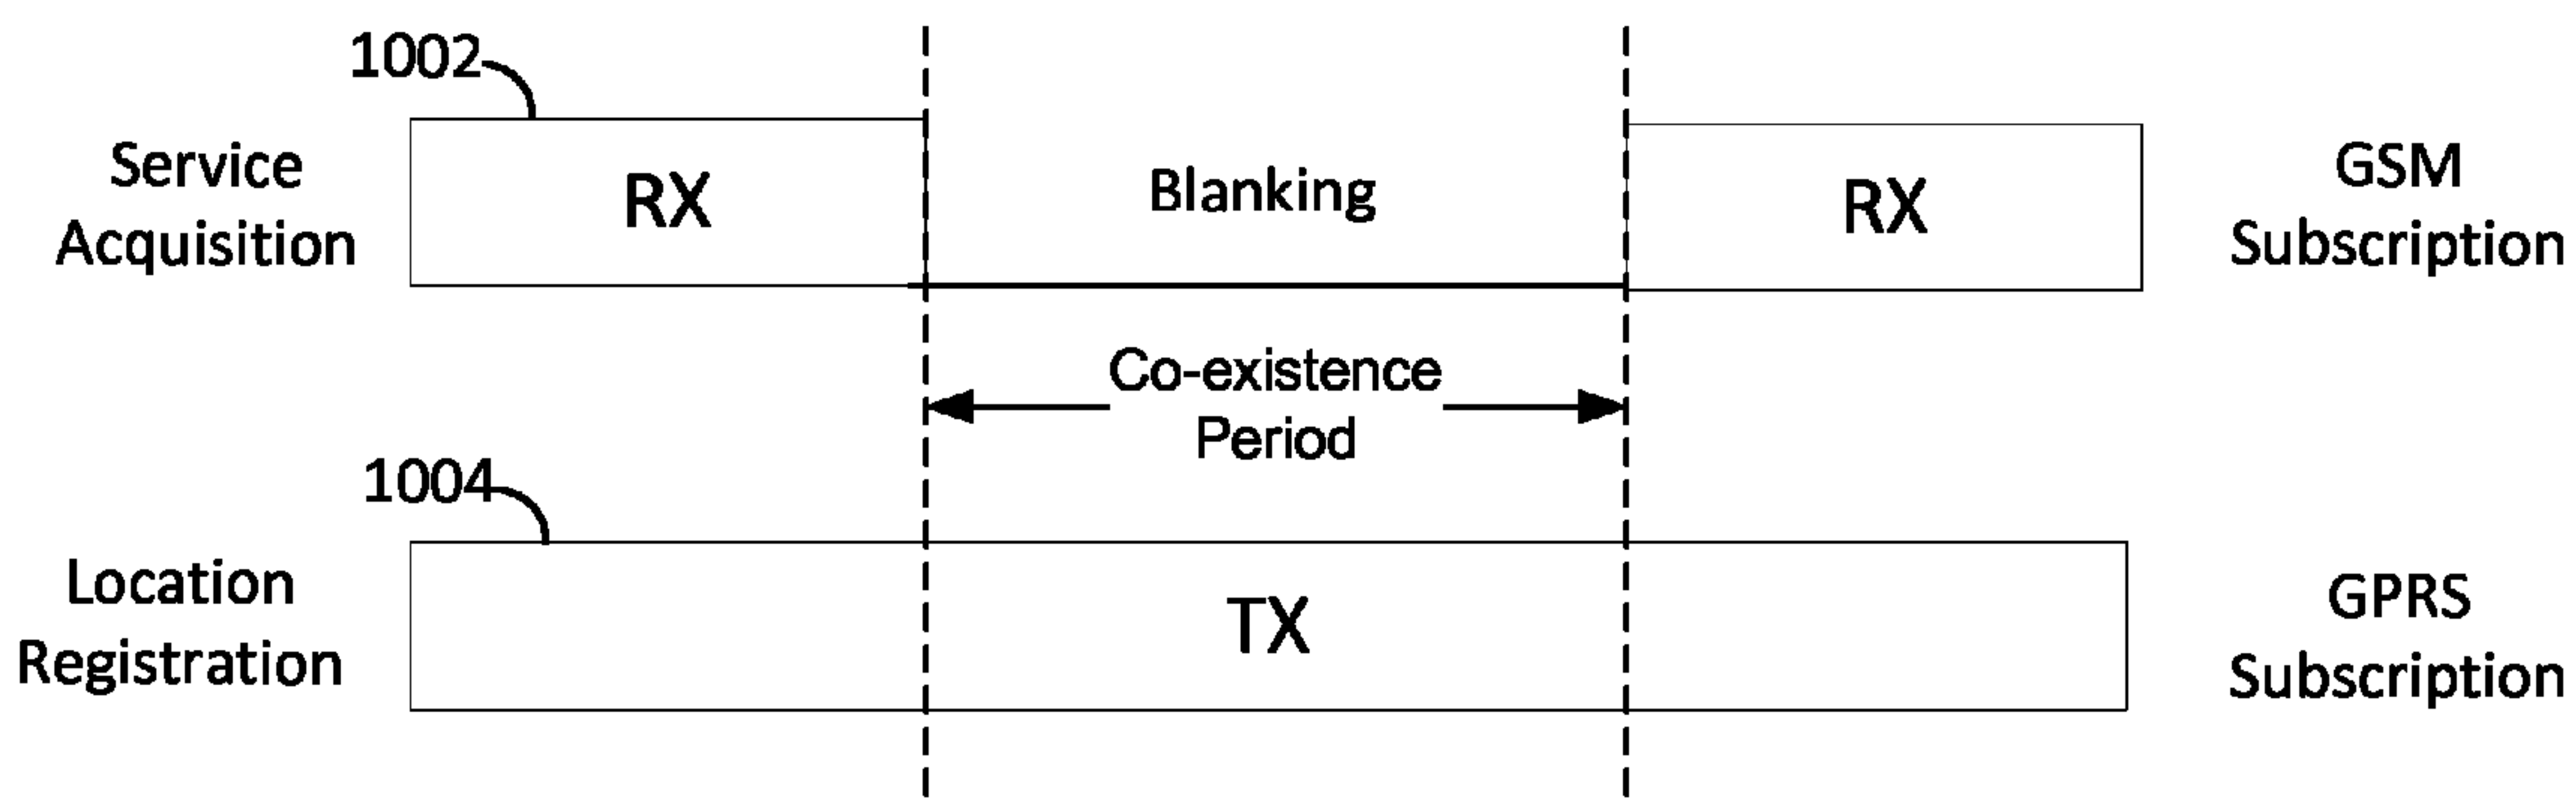 1002
Service
Acquisition
RX
Blanking
RX
GSM
Subscription
Co-existence
Period
1004
Location
Registration
TX
GPRS
Subscription